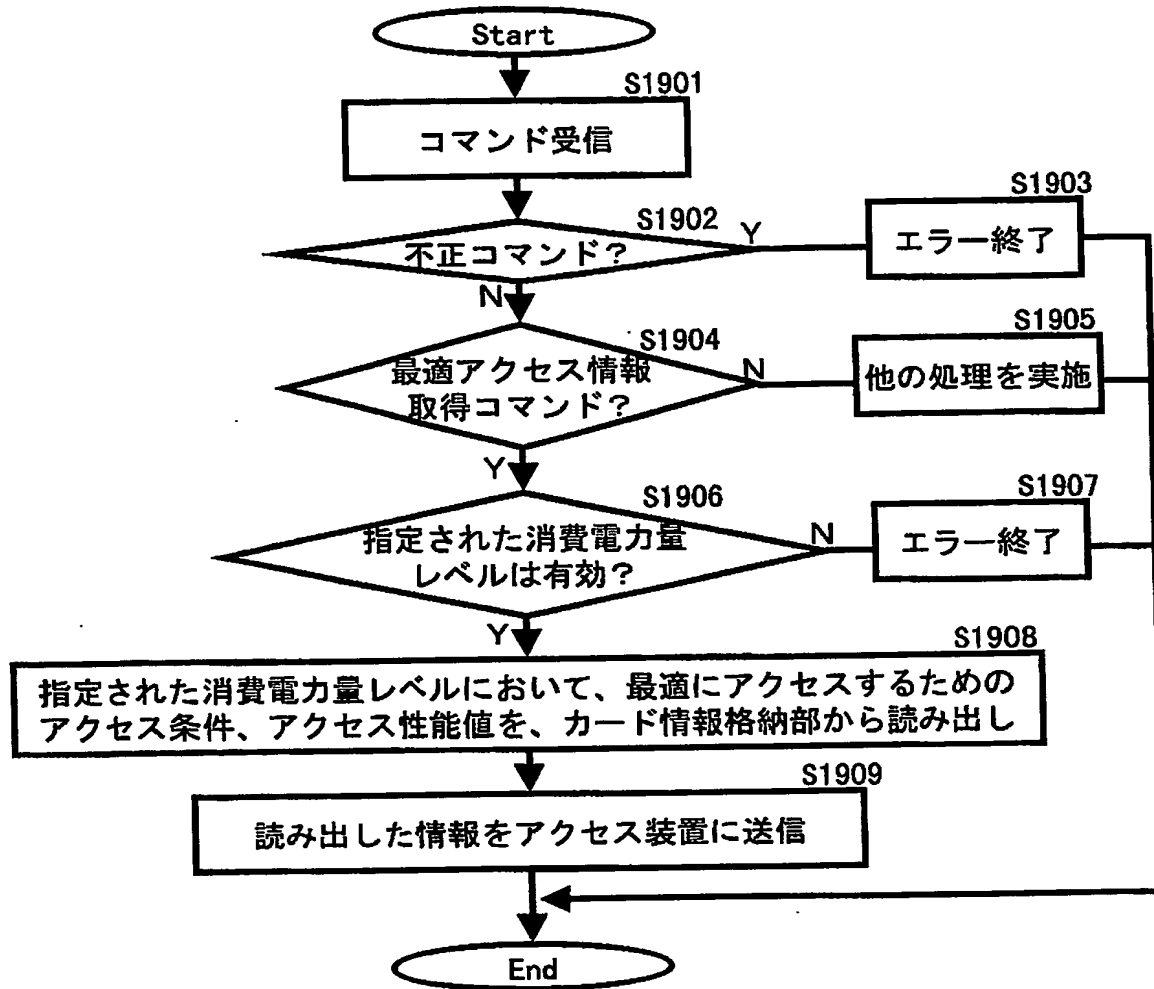 Start
S1901
コマンド受信
S1902
不正コマンド?
Y
S1903
エラー終了
N
S1904
最適アクセス情報
取得コマンド?
N
S1905
他の処理を実施
Y
S1906
指定された消費電力量
レベルは有効?
N
S1907
エラー終了
Y
S1908
指定された消費電力量レベルにおいて、最適にアクセスするための
アクセス条件、アクセス性能値を、カード情報格納部から読み出し
S1909
読み出した情報をアクセス装置に送信
End